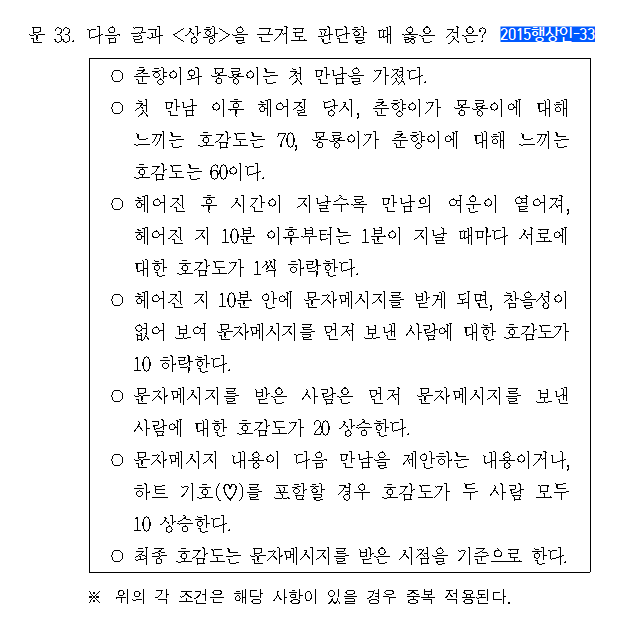 문 33. 다음 글과 <상황>을 근거로 판단할 때 옳은 것은? 2015행상인-33
○ 춘향이와 몽룡이는 첫 만남을 가졌다.
○ 첫 만남 이후 헤어질 당시, 춘향이가 몽룡이에 대해
느끼는 호감도는 70, 몽룡이가 춘향이에 대해 느끼는
호감도는 60이다.
○ 헤어진 후 시간이 지날수록 만남의 여운이 옅어져,
헤어진 지 10분 이후부터는 1분이 지날 때마다 서로에
대한 호감도가 1씩 하락한다.
○ 헤어진 지 10분 안에 문자메시지를 받게 되면, 참을성이
없어 보여 문자메시지를 먼저 보낸 사람에 대한 호감도가
10 하락한다.
○ 문자메시지를 받은 사람은 먼저 문자메시지를 보낸
사람에 대한 호감도가 20 상승한다.
○ 문자메시지 내용이 다음 만남을 제안하는 내용이거나,
하트 기호(♡)를 포함할 경우 호감도가 두 사람 모두
10 상승한다.
○ 최종 호감도는 문자메시지를 받은 시점을 기준으로 한다.
※ 위의 각 조건은 해당 사항이 있을 경우 중복 적용된다.